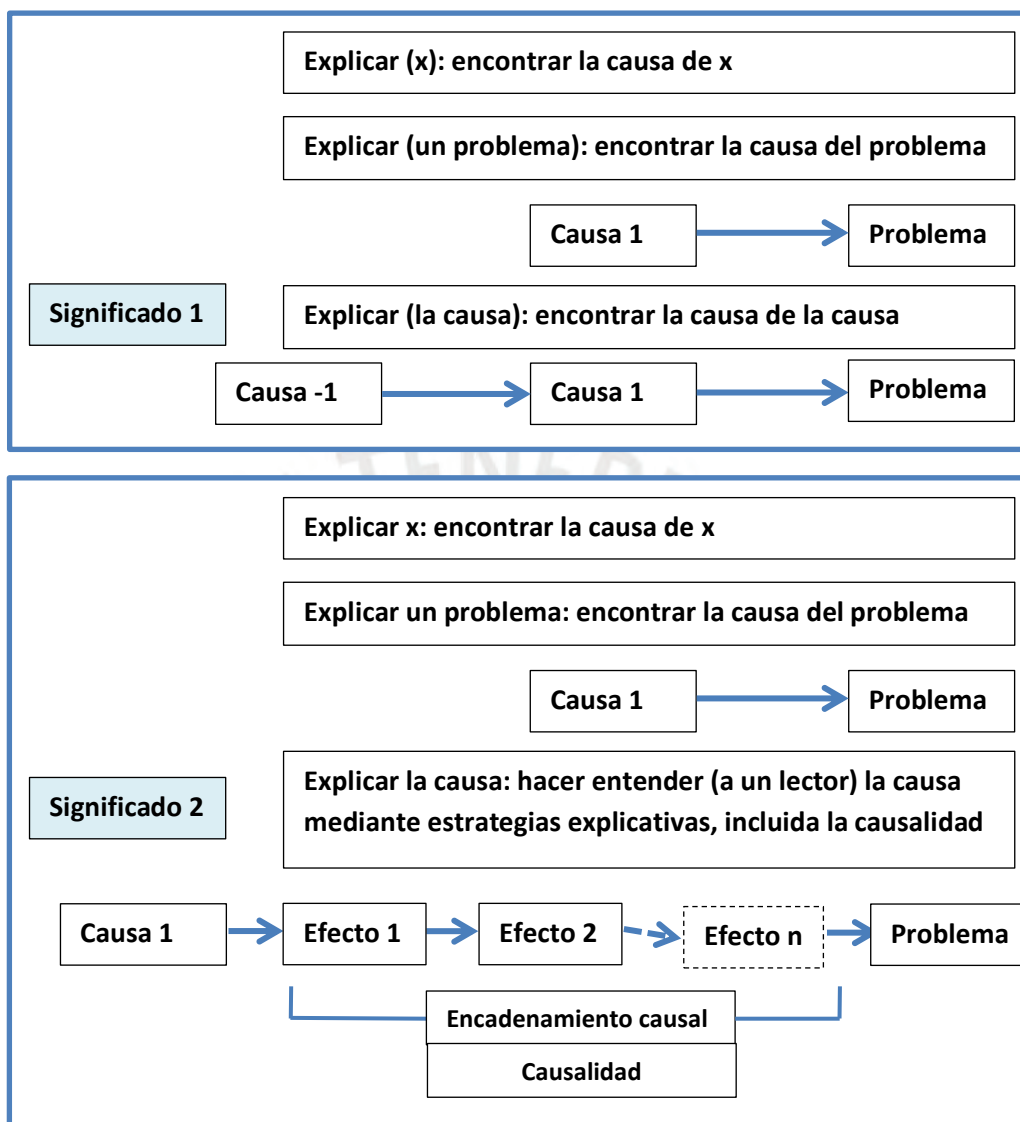 Explicar (x): encontrar la causa de x
Explicar (un problema): encontrar la causa del problema
Causa 1
Problema
Significado 1
Explicar (la causa): encontrar la causa de la causa
Causa -1
Causa 1
Problema
Explicar x: encontrar la causa de x
Explicar un problema: encontrar la causa del problema
Causa 1
Problema
Significado 2
Explicar la causa: hacer entender (a un lector) la causa
mediante estrategias explicativas, incluida la causalidad
Causa 1
Efecto 1
Efecto 2
Efecto n
Problema
Encadenamiento causal
Causalidad